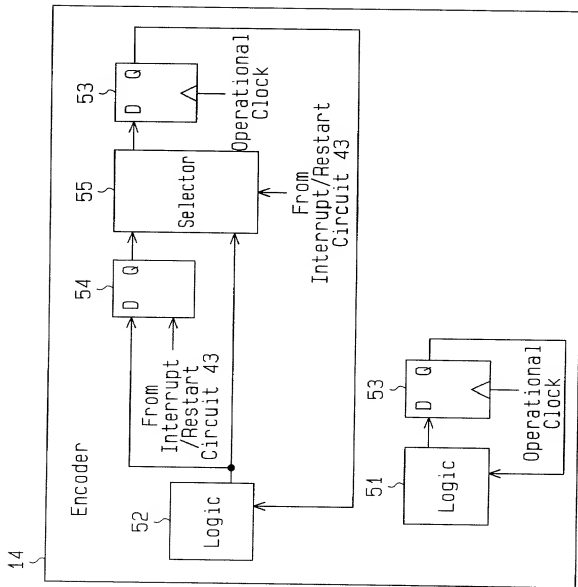 14
Encoder
52
Logic
From
Interrupt
/Restart
Circuit 43
54
D Q
55
Selector
From
Interrupt/Restart
Circuit 43
53
D Q
Operational
Clock
51
Logic
53
D Q
Operational
Clock